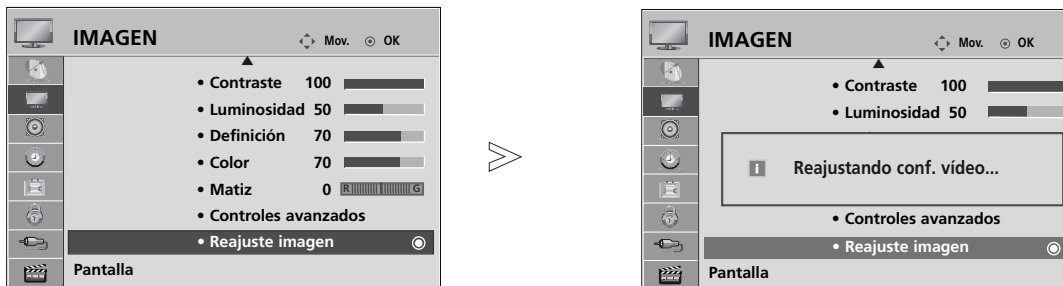 IMAGEN Mov. OK
• Contraste 100
• Luminosidad 50
• Definición 70
• Color 70
• Matiz 0 R G
• Controles avanzados
• Reajuste imagen
Pantalla
IMAGEN Mov. OK
• Contraste 100
• Luminosidad 50
i Reajustando conf. vídeo...
• Controles avanzados
• Reajuste imagen
Pantalla